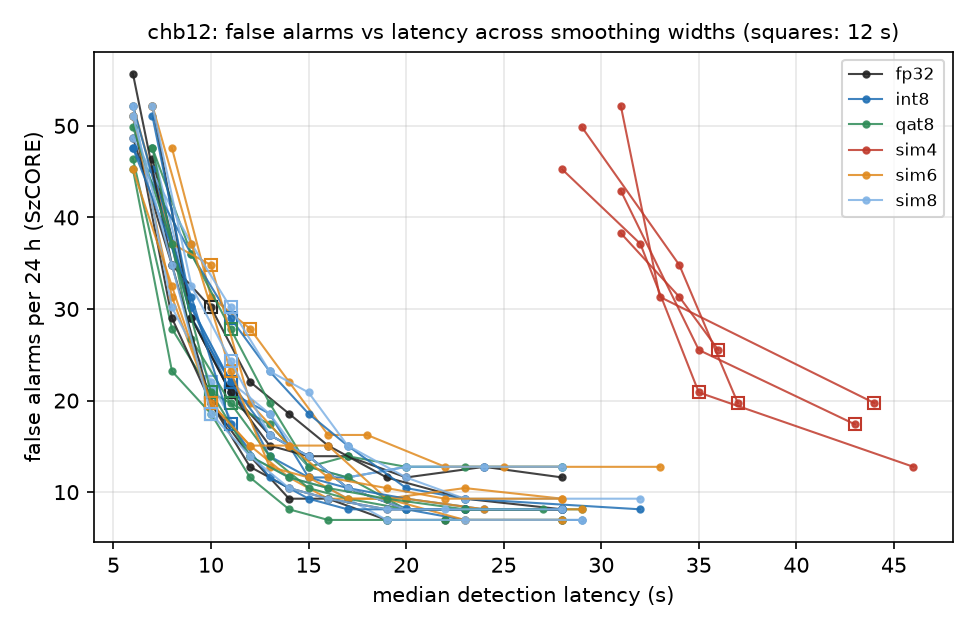 chb12: false alarms vs latency across smoothing widths (squares: 12 s)
false alarms per 24 h (SzCORE)
50
40
30
20
10
fp32
int8
qat8
sim4
sim6
sim8
5 10 15 20 25 30 35 40 45
median detection latency (s)